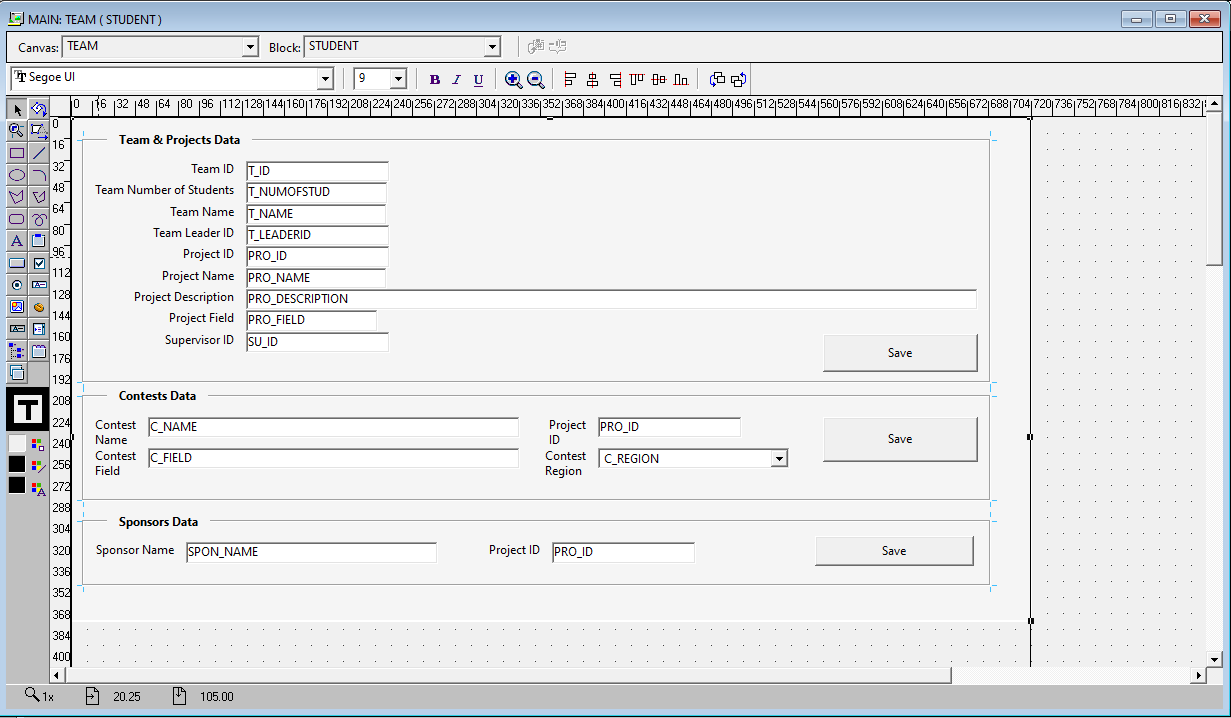 MAIN: TEAM ( STUDENT )
Canvas: TEAM Block: STUDENT
Segoe UI 9 B I U
0 16 32 48 64 80 96 112 128 144 160 176 192 208 224 240 256 272 288 304 320 336 352 368 384 400 416 432 448 464 480 496 512 528 544 560 576 592 608 624 640 656 672 688 704 720 736 752 768 784 800 816 832
0
16
32
48
64
80
96
112
128
144
160
176
192
208
224
240
256
272
288
304
320
336
352
368
384
400
Team & Projects Data
Team ID T_ID
Team Number of Students T_NUMOFSTUD
Team Name T_NAME
Team Leader ID T_LEADERID
Project ID PRO_ID
Project Name PRO_NAME
Project Description PRO_DESCRIPTION
Project Field PRO_FIELD
Supervisor ID SU_ID
Save
Contests Data
Contest Name C_NAME Project ID PRO_ID Save
Contest Field C_FIELD Contest Region C_REGION
Sponsors Data
Sponsor Name SPON_NAME Project ID PRO_ID Save
T
1x 20.25 105.00